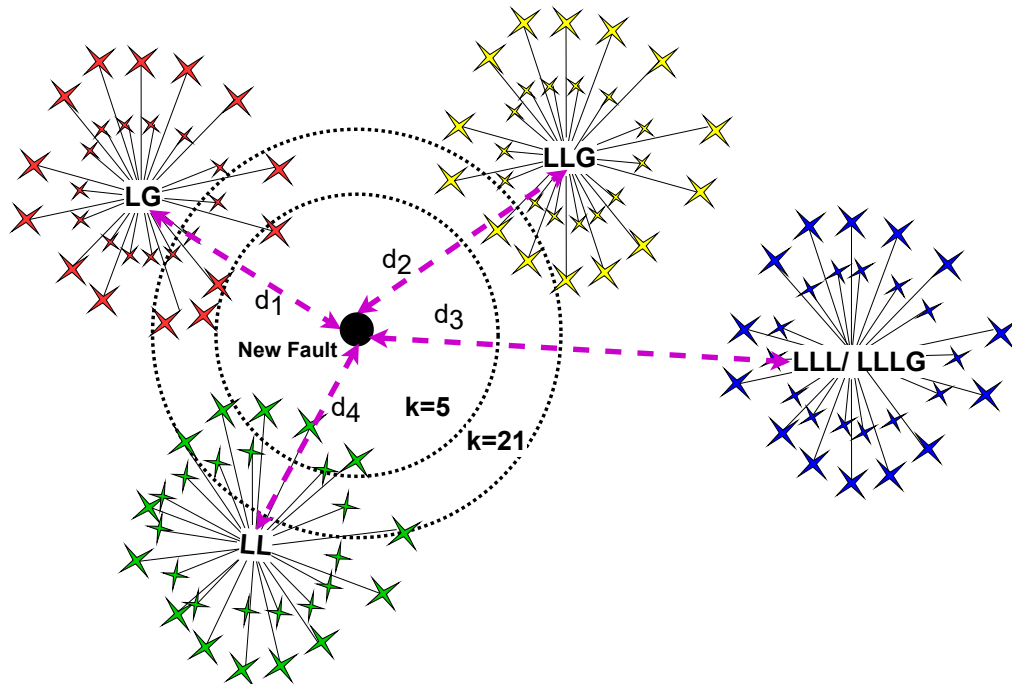 LLG
LG
d2
d1
d3
New Fault
LLL/ LLLG
d4
k=5
k=21
LL